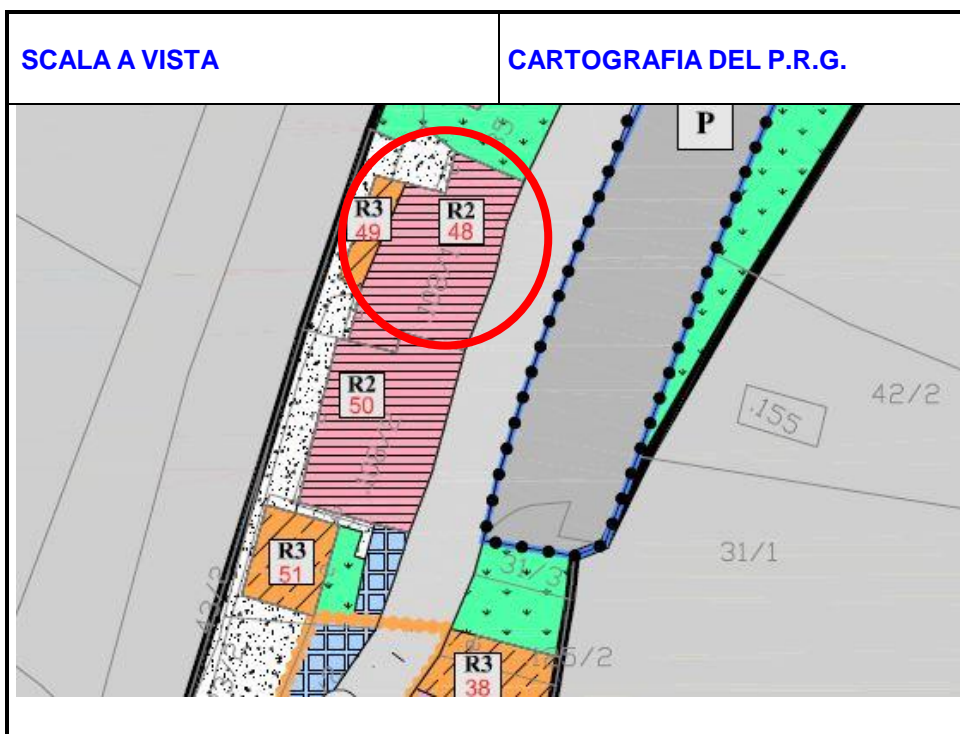 SCALA A VISTA
CARTOGRAFIA DEL P.R.G.
P
R3
49
R2
48
R2
50
.155
42/2
R3
51
31/1
31/3
R3
38